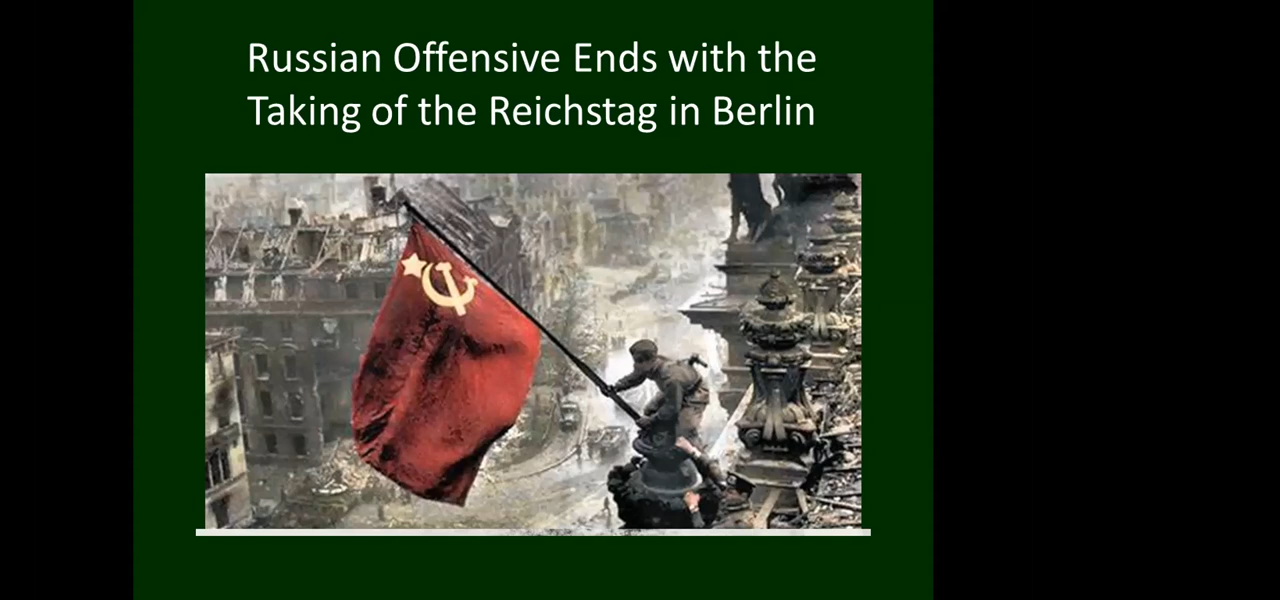 Russian Offensive Ends with the
Taking of the Reichstag in Berlin